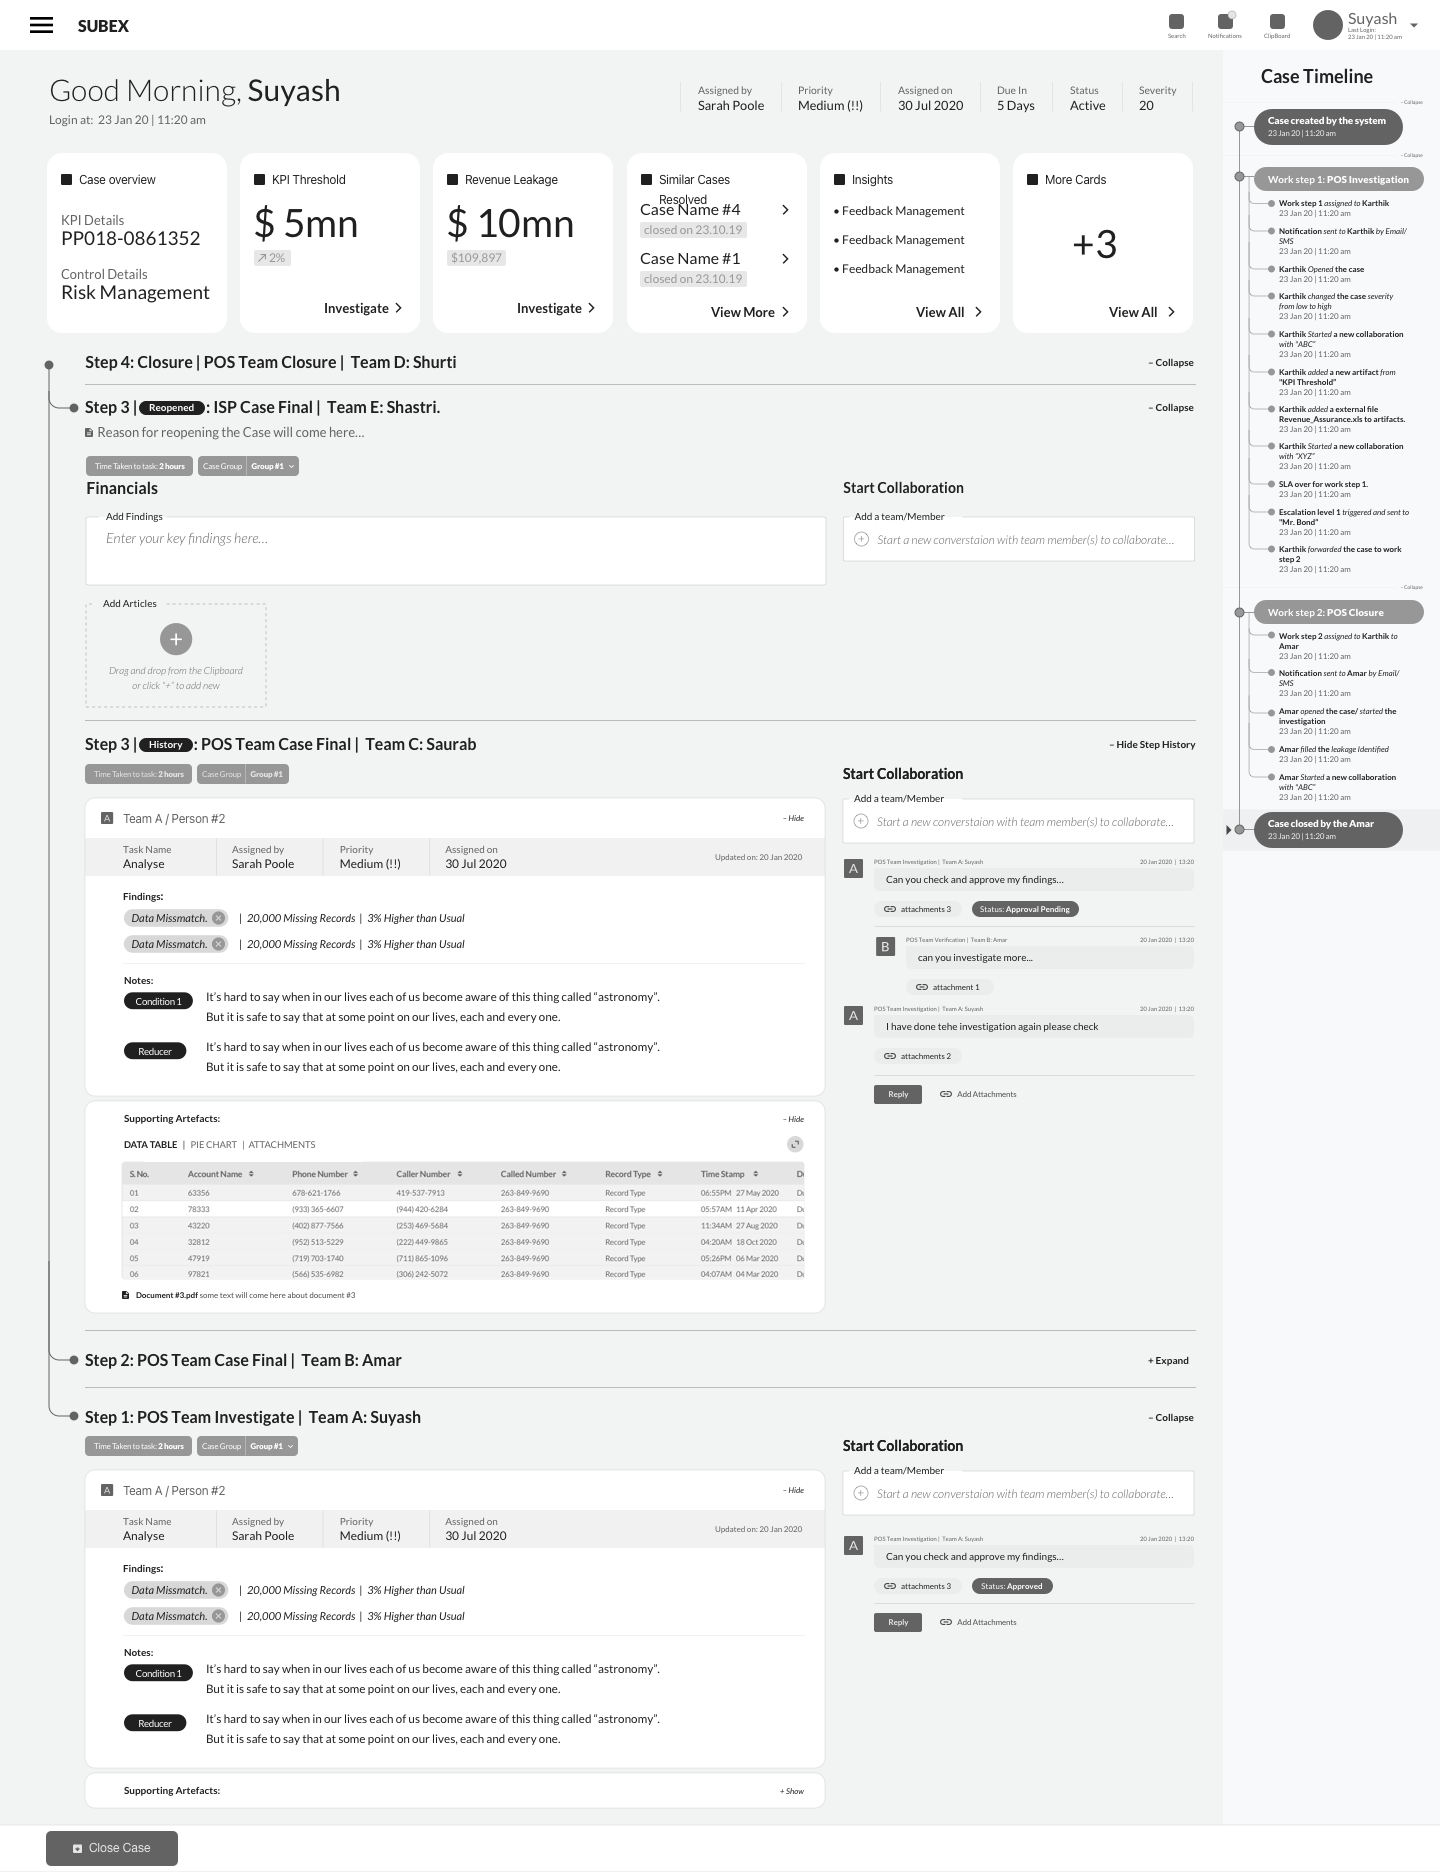 SUBEX
Search
Notifications
ClipBoard
Suyash
Last Login:
23 Jan 20 | 11:20 am
Good Morning, Suyash
Login at: 23 Jan 20 | 11:20 am
Assigned by
Sarah Poole
Priority
Medium (!!)
Assigned on
30 Jul 2020
Due In
5 Days
Status
Active
Severity
20
Case overview
KPI Details
PP018-0861352
Control Details
Risk Management
KPI Threshold
$ 5mn
2%
Investigate
Revenue Leakage
$ 10mn
$109,897
Investigate
Similar Cases
Resolved
Case Name #4
closed on 23.10.19
Case Name #1
closed on 23.10.19
View More
Insights
• Feedback Management
• Feedback Management
• Feedback Management
View All
More Cards
+3
View All
Step 4: Closure | POS Team Closure | Team D: Shurti
– Collapse
Step 3 | Reopened : ISP Case Final | Team E: Shastri.
– Collapse
Reason for reopening the Case will come here...
Time Taken to task: 2 hours
Case Group
Group #1
Financials
Add Findings
Enter your key findings here...
Add Articles
Drag and drop from the Clipboard
or click "+" to add new
Start Collaboration
Add a team/Member
Start a new converstaion with team member(s) to collaborate...
Step 3 | History : POS Team Case Final | Team C: Saurab
– Hide Step History
Time Taken to task: 2 hours
Case Group
Group #1
A Team A / Person #2
– Hide
Task Name
Analyse
Assigned by
Sarah Poole
Priority
Medium (!!)
Assigned on
30 Jul 2020
Updated on: 20 Jan 2020
Findings:
Data Missmatch. | 20,000 Missing Records | 3% Higher than Usual
Data Missmatch. | 20,000 Missing Records | 3% Higher than Usual
Notes:
Condition 1
It's hard to say when in our lives each of us become aware of this thing called “astronomy”.
But it is safe to say that at some point on our lives, each and every one.
Reducer
It's hard to say when in our lives each of us become aware of this thing called “astronomy”.
But it is safe to say that at some point on our lives, each and every one.
Supporting Artefacts:
– Hide
DATA TABLE | PIE CHART | ATTACHMENTS
S.No. Account Name Phone Number Caller Number Called Number Record Type Time Stamp
01 63356 678-621-1766 419-537-7913 263-849-9690 Record Type 06:55PM 27 May 2020
02 78333 (933) 365-6607 (944) 420-6284 263-849-9690 Record Type 05:57AM 11 Apr 2020
03 43220 (402) 877-7566 (253) 469-5684 263-849-9690 Record Type 11:34AM 27 Aug 2020
04 32812 (952) 513-5229 (222) 449-9865 263-849-9690 Record Type 04:20AM 18 Oct 2020
05 47919 (719) 703-1740 (711) 865-1096 263-849-9690 Record Type 05:26PM 06 Mar 2020
06 97821 (566) 535-6982 (306) 242-5072 263-849-9690 Record Type 04:07AM 04 Mar 2020
Document #3.pdf some text will come here about document #3
Start Collaboration
Add a team/Member
Start a new converstaion with team member(s) to collaborate...
A
POS Team Investigation | Team A: Suyash
20 Jan 2020 | 13:20
Can you check and approve my findings...
attachments 3
Status: Approval Pending
B
POS Team Verification | Team B: Amar
20 Jan 2020 | 13:20
can you investigate more...
attachment 1
A
POS Team Investigation | Team A: Suyash
20 Jan 2020 | 13:20
I have done tehe investigation again please check
attachments 2
Reply
Add Attachments
Step 2: POS Team Case Final | Team B: Amar
+ Expand
Step 1: POS Team Investigate | Team A: Suyash
– Collapse
Time Taken to task: 2 hours
Case Group
Group #1
A Team A / Person #2
– Hide
Task Name
Analyse
Assigned by
Sarah Poole
Priority
Medium (!!)
Assigned on
30 Jul 2020
Updated on: 20 Jan 2020
Findings:
Data Missmatch. | 20,000 Missing Records | 3% Higher than Usual
Data Missmatch. | 20,000 Missing Records | 3% Higher than Usual
Notes:
Condition 1
It's hard to say when in our lives each of us become aware of this thing called “astronomy”.
But it is safe to say that at some point on our lives, each and every one.
Reducer
It's hard to say when in our lives each of us become aware of this thing called “astronomy”.
But it is safe to say that at some point on our lives, each and every one.
Supporting Artefacts:
+ Show
Start Collaboration
Add a team/Member
Start a new converstaion with team member(s) to collaborate...
A
POS Team Investigation | Team A: Suyash
20 Jan 2020 | 13:20
Can you check and approve my findings...
attachments 3
Status: Approved
Reply
Add Attachments
Close Case
Case Timeline
– Collapse
Case created by the system
23 Jan 20 | 11:20 am
– Collapse
Work step 1: POS Investigation
Work step 1 assigned to Karthik
23 Jan 20 | 11:20 am
Notification sent to Karthik by Email/
SMS
23 Jan 20 | 11:20 am
Karthik Opened the case
23 Jan 20 | 11:20 am
Karthik changed the case severity
from low to high
23 Jan 20 | 11:20 am
Karthik Started a new collaboration
with "ABC"
23 Jan 20 | 11:20 am
Karthik added a new artifact from
"KPI Threshold"
23 Jan 20 | 11:20 am
Karthik added a external file
Revenue_Assurance.xls to artifacts.
23 Jan 20 | 11:20 am
Karthik Started a new collaboration
with "XYZ"
23 Jan 20 | 11:20 am
SLA over for work step 1.
23 Jan 20 | 11:20 am
Escalation level 1 triggered and sent to
"Mr. Bond"
23 Jan 20 | 11:20 am
Karthik forwarded the case to work
step 2
23 Jan 20 | 11:20 am
– Collapse
Work step 2: POS Closure
Work step 2 assigned to Karthik to
Amar
23 Jan 20 | 11:20 am
Notification sent to Amar by Email/
SMS
23 Jan 20 | 11:20 am
Amar opened the case/ started the
investigation
23 Jan 20 | 11:20 am
Amar filled the leakage Identified
23 Jan 20 | 11:20 am
Amar Started a new collaboration
with "ABC"
23 Jan 20 | 11:20 am
Case closed by the Amar
23 Jan 20 | 11:20 am